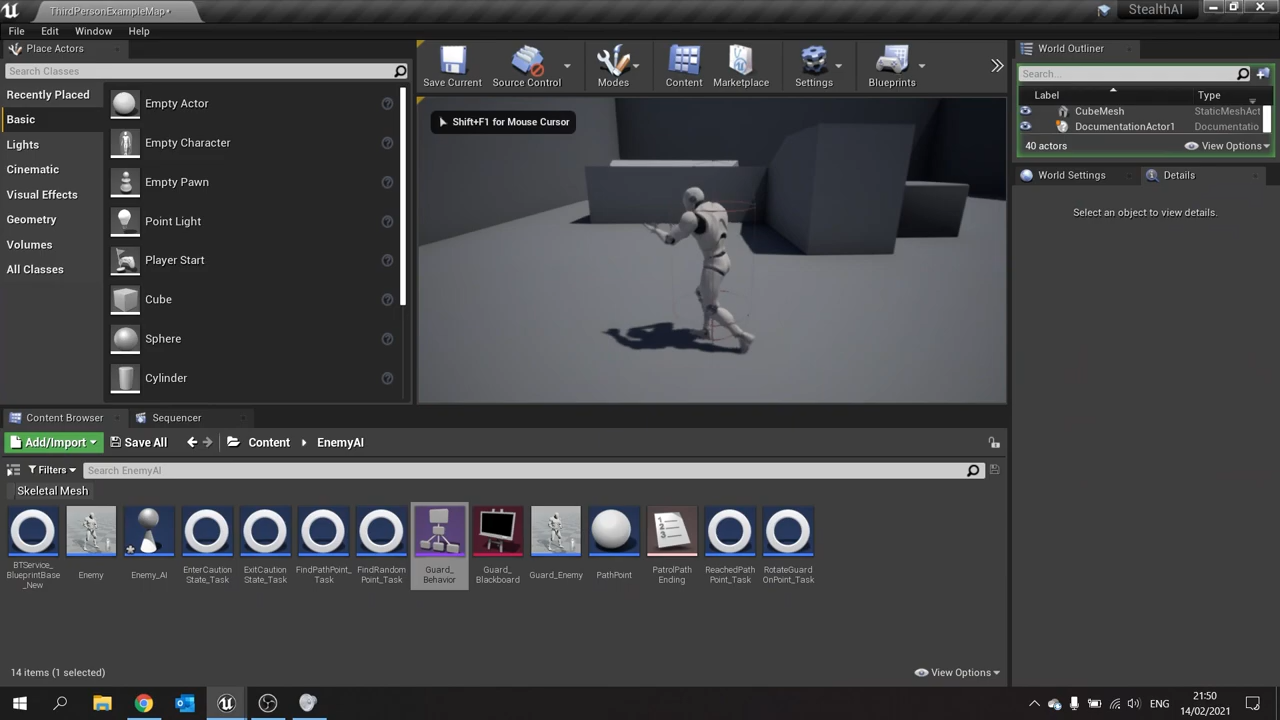 ThirdPersonExampleMap*
StealthAI
File Edit Window Help
Place Actors
Search Classes
Recently Placed
Basic
Lights
Cinematic
Visual Effects
Geometry
Volumes
All Classes
Empty Actor
Empty Character
Empty Pawn
Point Light
Player Start
Cube
Sphere
Cylinder
Save Current
Source Control
Modes
Content
Marketplace
Settings
Blueprints
Shift+F1 for Mouse Cursor
World Outliner
Search...
Label Type
CubeMesh StaticMeshAct
DocumentationActor1 Documentatio
40 actors View Options
World Settings Details
Select an object to view details.
Content Browser Sequencer
Add/Import Save All Content EnemyAI
Filters Search EnemyAI
Skeletal Mesh
BTService_
BlueprintBase
_New
Enemy
Enemy_AI
EnterCaution
State_Task
ExitCaution
State_Task
FindPathPoint_
Task
FindRandom
Point_Task
Guard_
Behavior
Guard_
Blackboard
Guard_Enemy
PathPoint
PatrolPath
Ending
ReachedPath
Point_Task
RotateGuard
OnPoint_Task
14 items (1 selected) View Options
ENG
21:50
14/02/2021